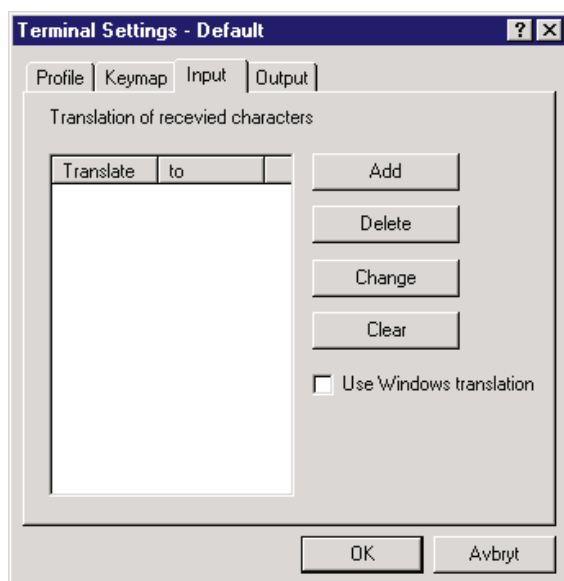 Terminal Settings - Default
Profile Keymap Input Output
Translation of recevied characters
Translate to
Add
Delete
Change
Clear
Use Windows translation
OK Avbryt